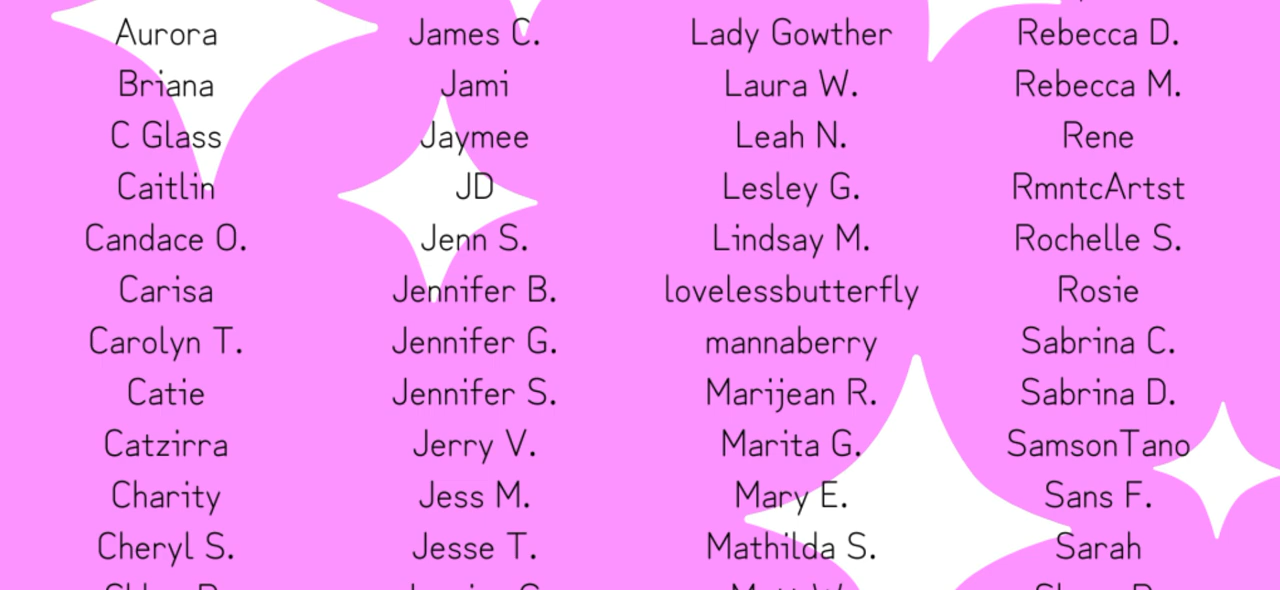 Aurora
Briana
C Glass
Caitlin
Candace O.
Carisa
Carolyn T.
Catie
Catzirra
Charity
Cheryl S.
James C.
Jami
Jaymee
JD
Jenn S.
Jennifer B.
Jennifer G.
Jennifer S.
Jerry V.
Jess M.
Jesse T.
Lady Gowther
Laura W.
Leah N.
Lesley G.
Lindsay M.
lovelessbutterfly
mannaberry
Marijean R.
Marita G.
Mary E.
Mathilda S.
Rebecca D.
Rebecca M.
Rene
RmntcArtst
Rochelle S.
Rosie
Sabrina C.
Sabrina D.
SamsonTano
Sans F.
Sarah